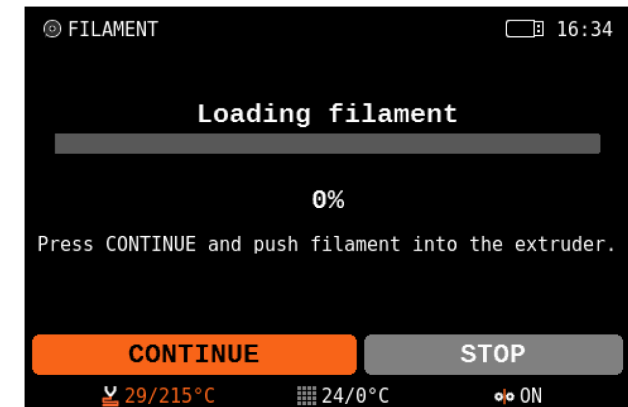 FILAMENT 16:34
Loading filament
0%
Press CONTINUE and push filament into the extruder.
CONTINUE STOP
29/215°C 24/0°C ON